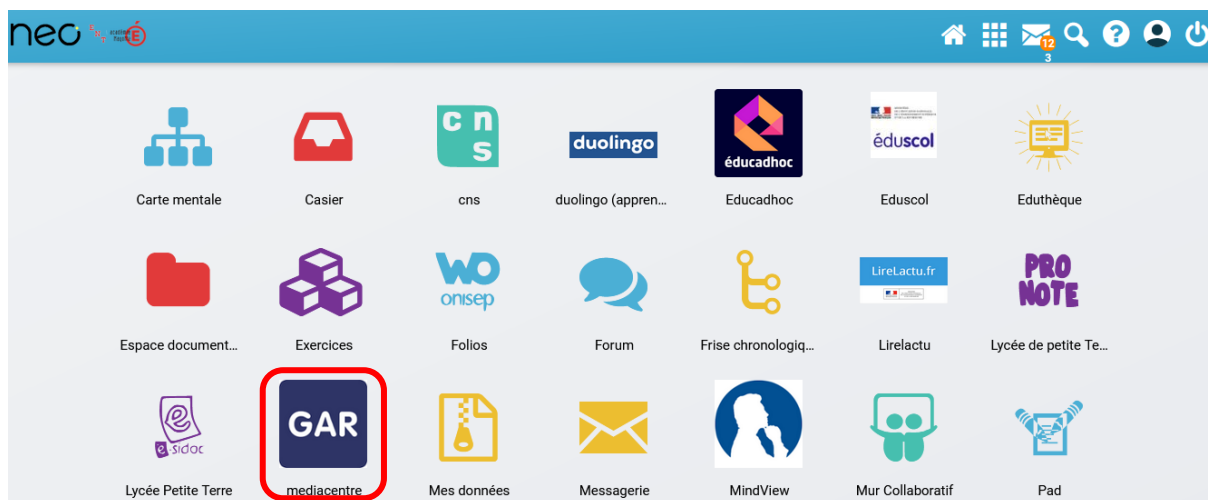 neo
12
3
c n
s
duolingo
éducadhoc
éduscol
Carte mentale
Casier
cns
duolingo (appren...
Educadhoc
Eduscol
Eduthèque
WO
onisep
LireLactu.fr
PRO
NOTE
Espace document...
Exercices
Folios
Forum
Frise chronologiq...
Lirelactu
Lycée de petite Te...
e
e-sidoc
GAR
Lycée Petite Terre
mediacentre
Mes données
Messagerie
MindView
Mur Collaboratif
Pad